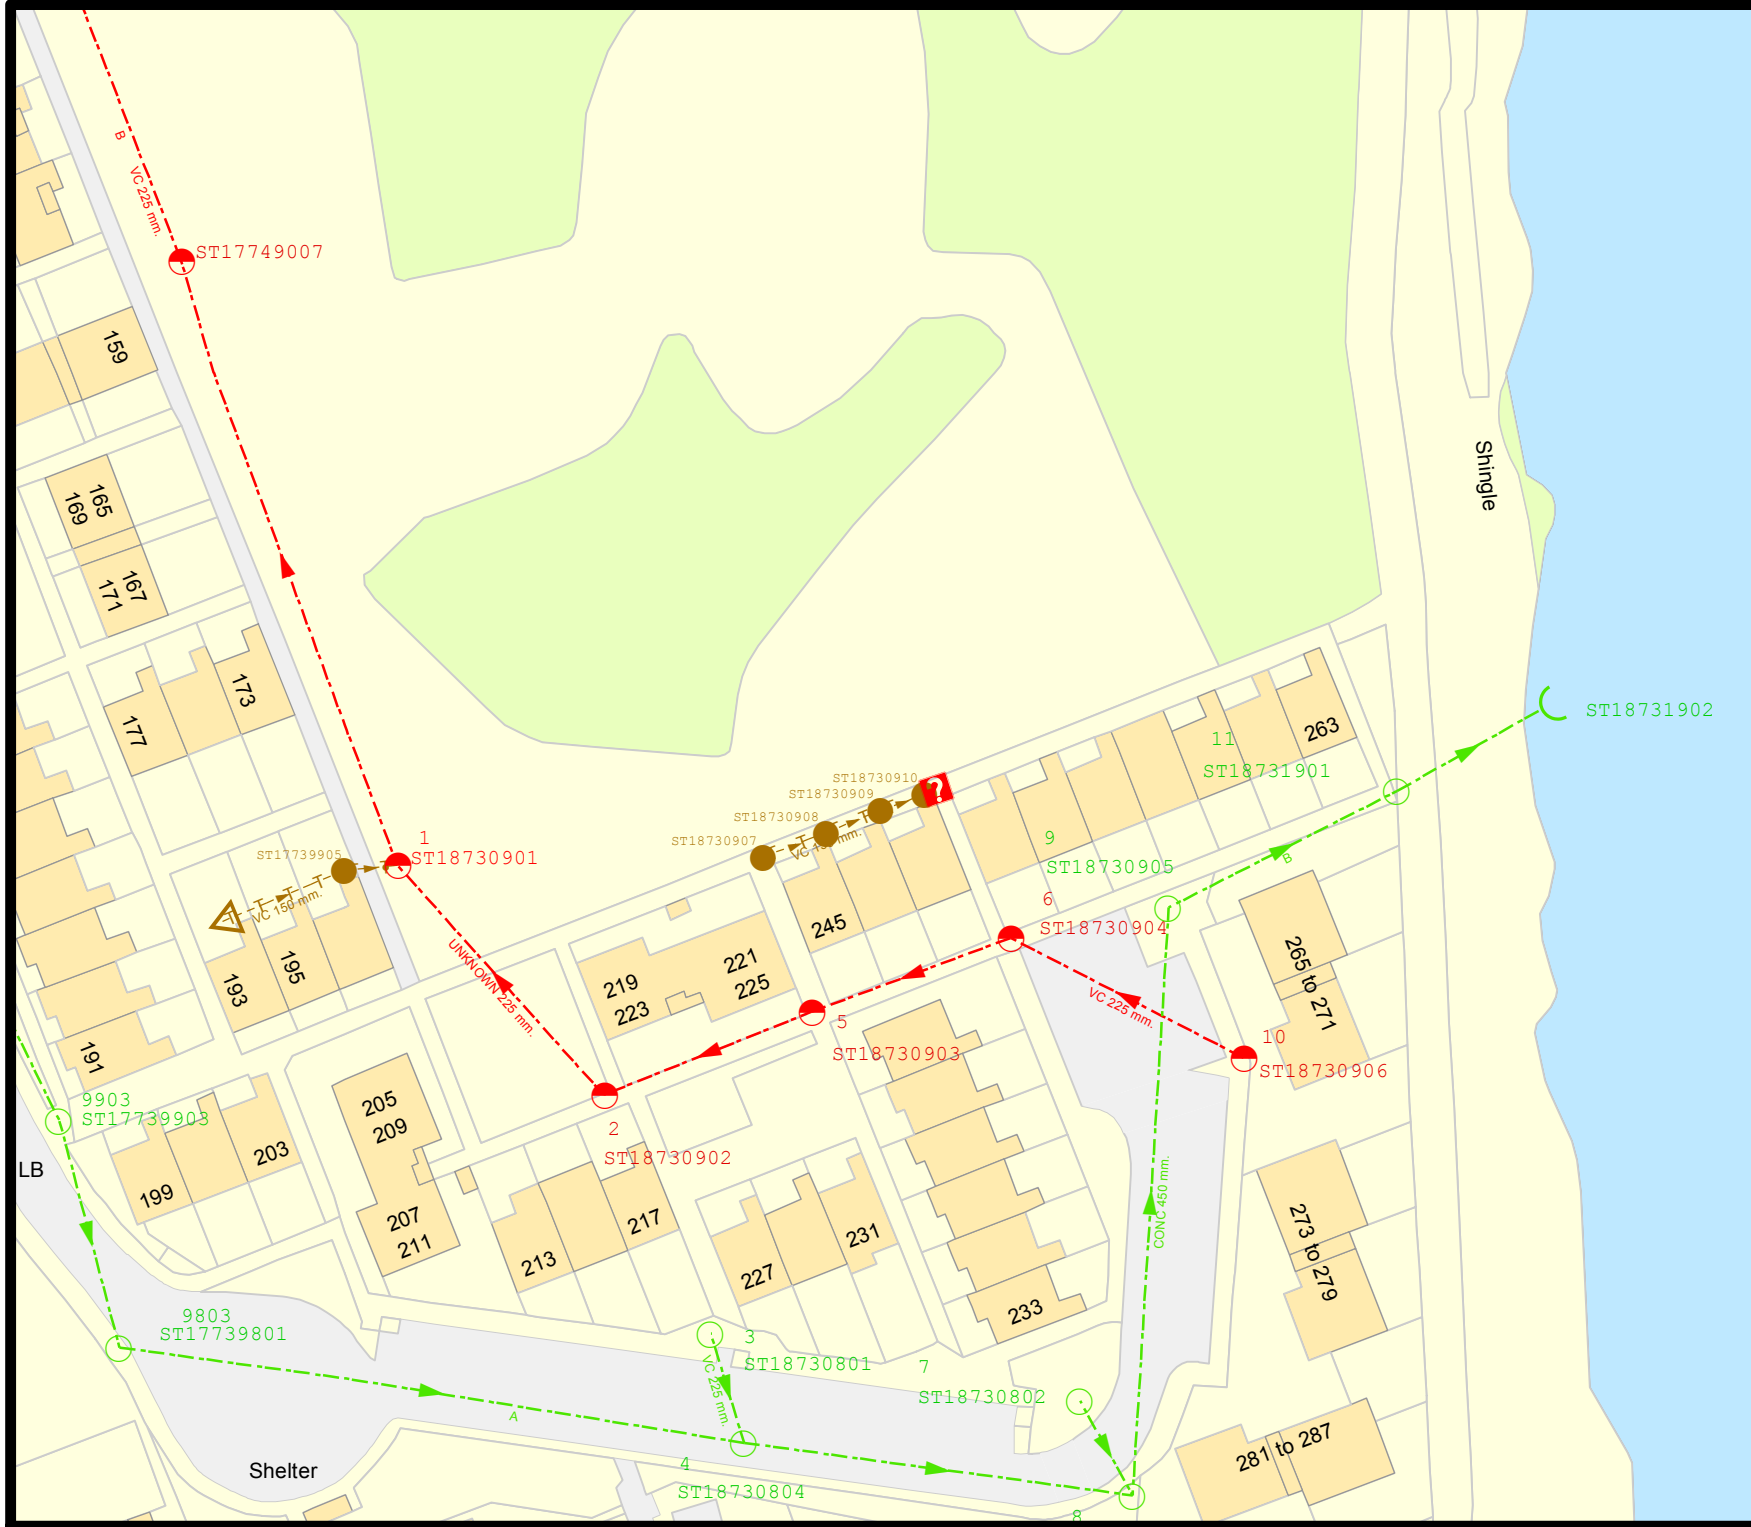 B
VC 225 mm.
ST17749007
159
165
169
167
171
173
177
Shingle
ST18731902
263
11
ST18731901
ST18730910
ST18730909
ST18730908
ST18730907
?
1
ST18730901
ST17739905
VC 150 mm.
9
ST18730905
B
6
ST18730904
245
221
225
219
223
195
193
UNKNOWN 225 mm.
265 to 271
VC 225 mm.
5
ST18730903
10
ST18730906
191
9903
ST17739903
205
209
2
ST18730902
LB
203
199
207
211
217
213
231
227
CONC 450 mm.
273 to 279
233
9803
ST17739801
3
ST18730801
VC 225 mm.
7
ST18730802
A
281 to 287
Shelter
4
ST18730804
8